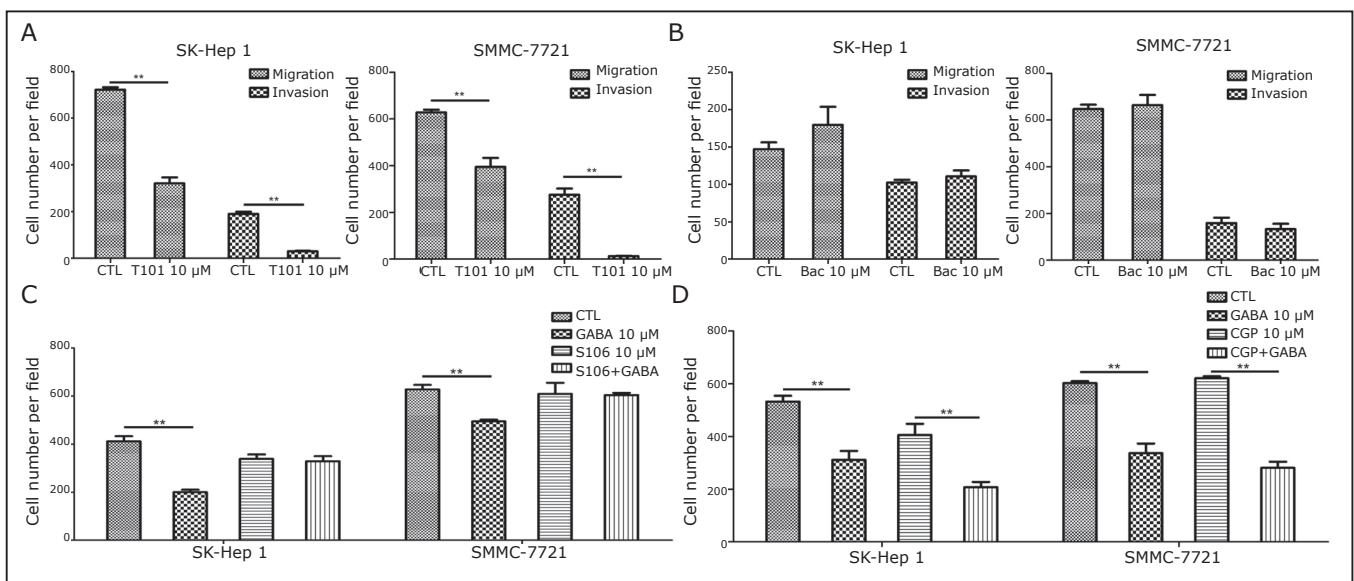 A
SK-Hep 1
Cell number per field
800
600
400
200
0
**
**
Migration
Invasion
CTL
T101 10 µM
CTL
T101 10 µM
SMMC-7721
Cell number per field
800
600
400
200
0
**
**
Migration
Invasion
CTL
T101 10 µM
CTL
T101 10 µM
B
SK-Hep 1
Cell number per field
250
200
150
100
50
0
Migration
Invasion
CTL
Bac 10 µM
CTL
Bac 10 µM
SMMC-7721
Cell number per field
800
600
400
200
0
Migration
Invasion
CTL
Bac 10 µM
CTL
Bac 10 µM
C
Cell number per field
800
600
400
200
0
**
**
CTL
GABA 10 µM
S106 10 µM
S106+GABA
SK-Hep 1
SMMC-7721
D
Cell number per field
800
600
400
200
0
**
**
**
**
CTL
GABA 10 µM
CGP 10 µM
CGP+GABA
SK-Hep 1
SMMC-7721